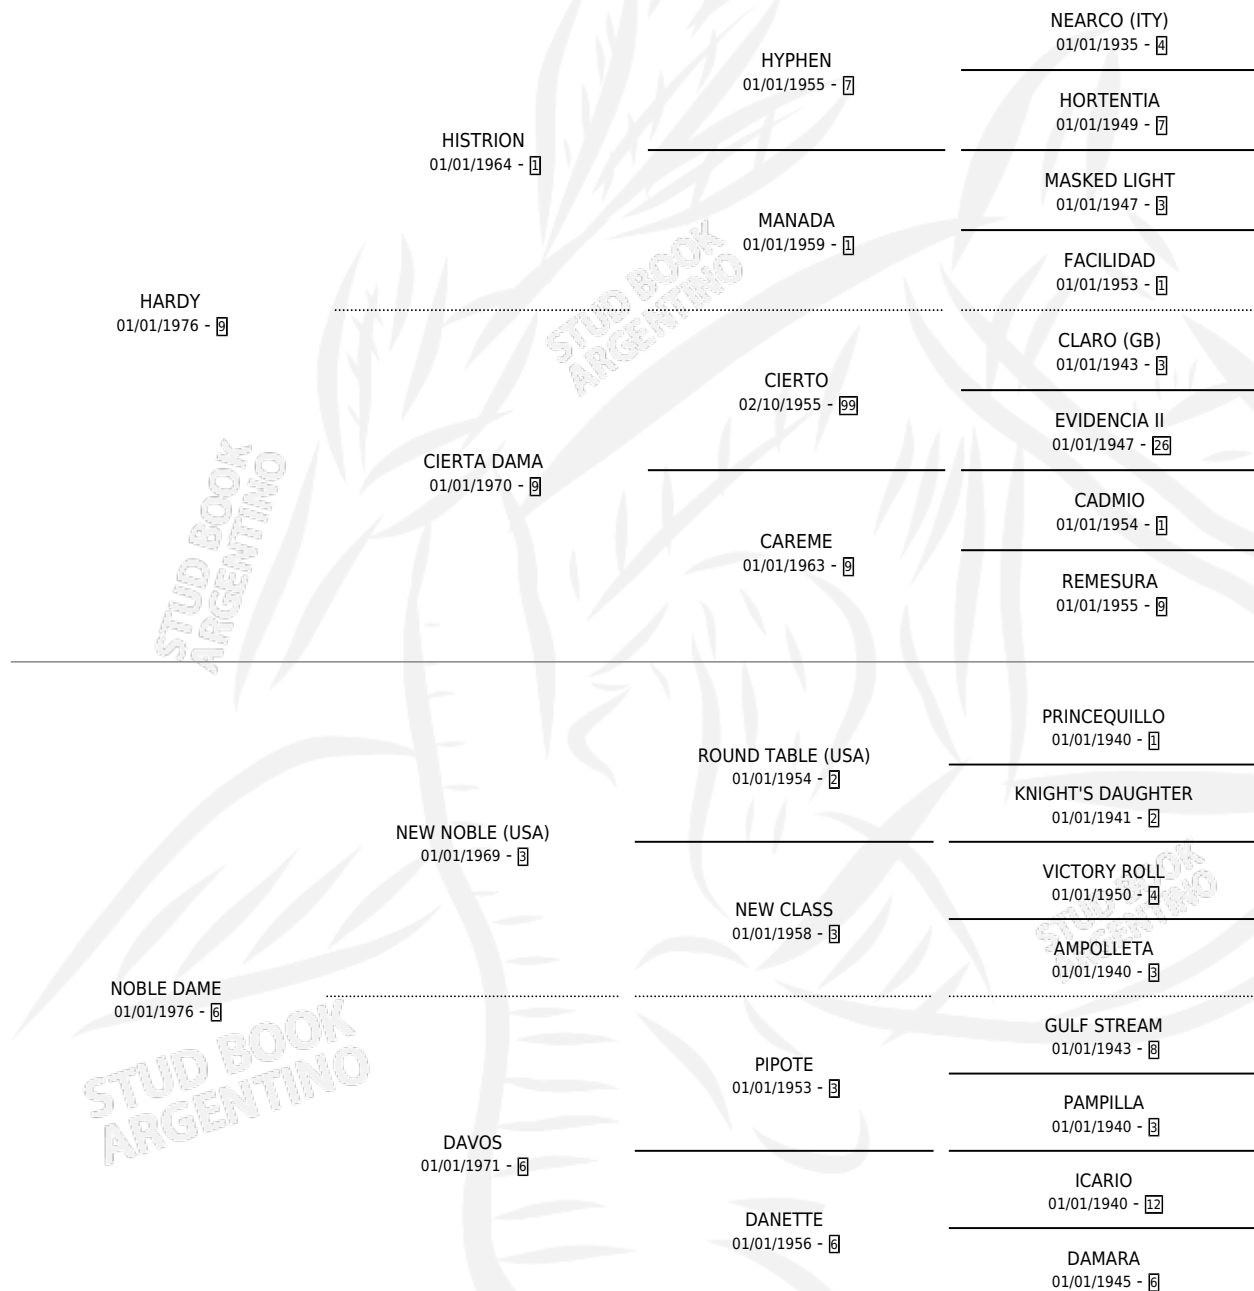 NEARCO (ITY)
01/01/1935 - 4
HYPHEN
01/01/1955 - 7
HORTENTIA
01/01/1949 - 7
HISTRION
01/01/1964 - 1
MASKED LIGHT
01/01/1947 - 3
MANADA
01/01/1959 - 1
FACILIDAD
01/01/1953 - 1
HARDY
01/01/1976 - 9
STUD BOOK
ARGENTINO
CLARO (GB)
01/01/1943 - 3
CIERTO
02/10/1955 - 99
EVIDENCIA II
01/01/1947 - 26
CIERTA DAMA
01/01/1970 - 9
CADMIO
01/01/1954 - 1
CAREME
01/01/1963 - 9
REMESURA
01/01/1955 - 9
STUD BOOK
ARGENTINO
PRINCEQUILLO
01/01/1940 - 1
ROUND TABLE (USA)
01/01/1954 - 2
KNIGHT'S DAUGHTER
01/01/1941 - 2
NEW NOBLE (USA)
01/01/1969 - 3
VICTORY ROLL
01/01/1950 - 4
NEW CLASS
01/01/1958 - 3
STUD BOOK
ARGENTINO
AMPOLLETA
01/01/1940 - 3
NOBLE DAME
01/01/1976 - 6
GULF STREAM
01/01/1943 - 8
PIPOTE
01/01/1953 - 3
PAMPILLA
01/01/1940 - 3
STUD BOOK
ARGENTINO
DAVOS
01/01/1971 - 6
ICARIO
01/01/1940 - 12
DANETTE
01/01/1956 - 6
DAMARA
01/01/1945 - 6